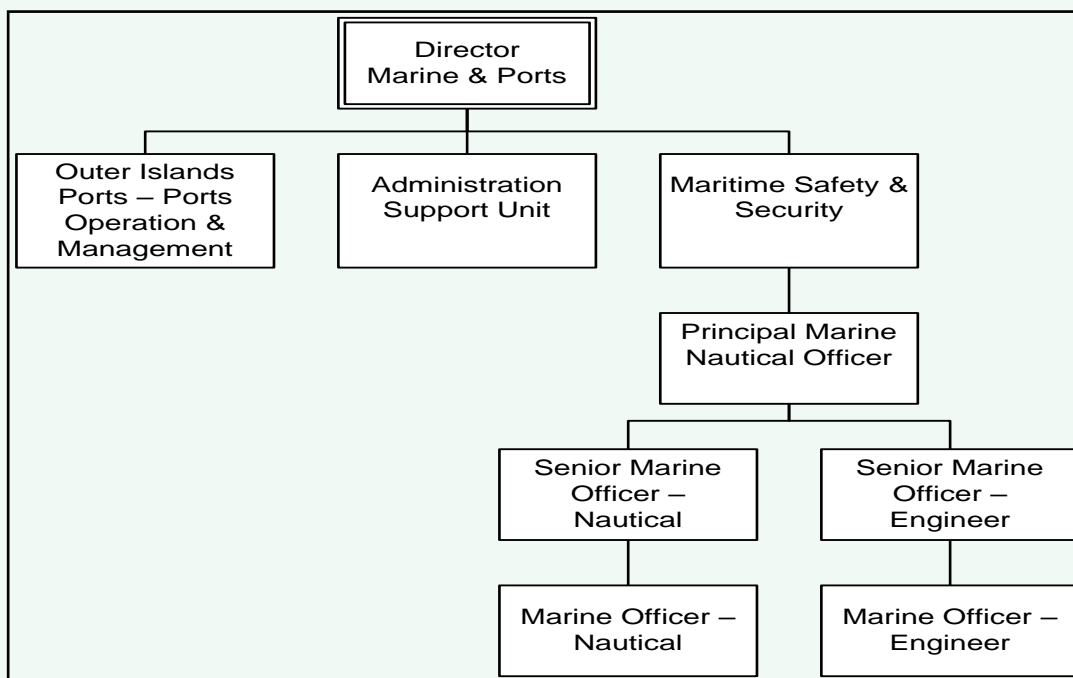 Director
Marine & Ports
Outer Islands
Ports – Ports
Operation &
Management
Administration
Support Unit
Maritime Safety &
Security
Principal Marine
Nautical Officer
Senior Marine
Officer –
Nautical
Senior Marine
Officer –
Engineer
Marine Officer –
Nautical
Marine Officer –
Engineer